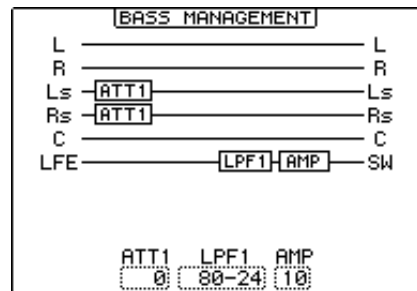 BASS MANAGEMENT
L L
R R
Ls ATT1 Ls
Rs ATT1 Rs
C C
LFE LPF1 AMP SW
ATT1 LPF1 AMP
0 80-24 10